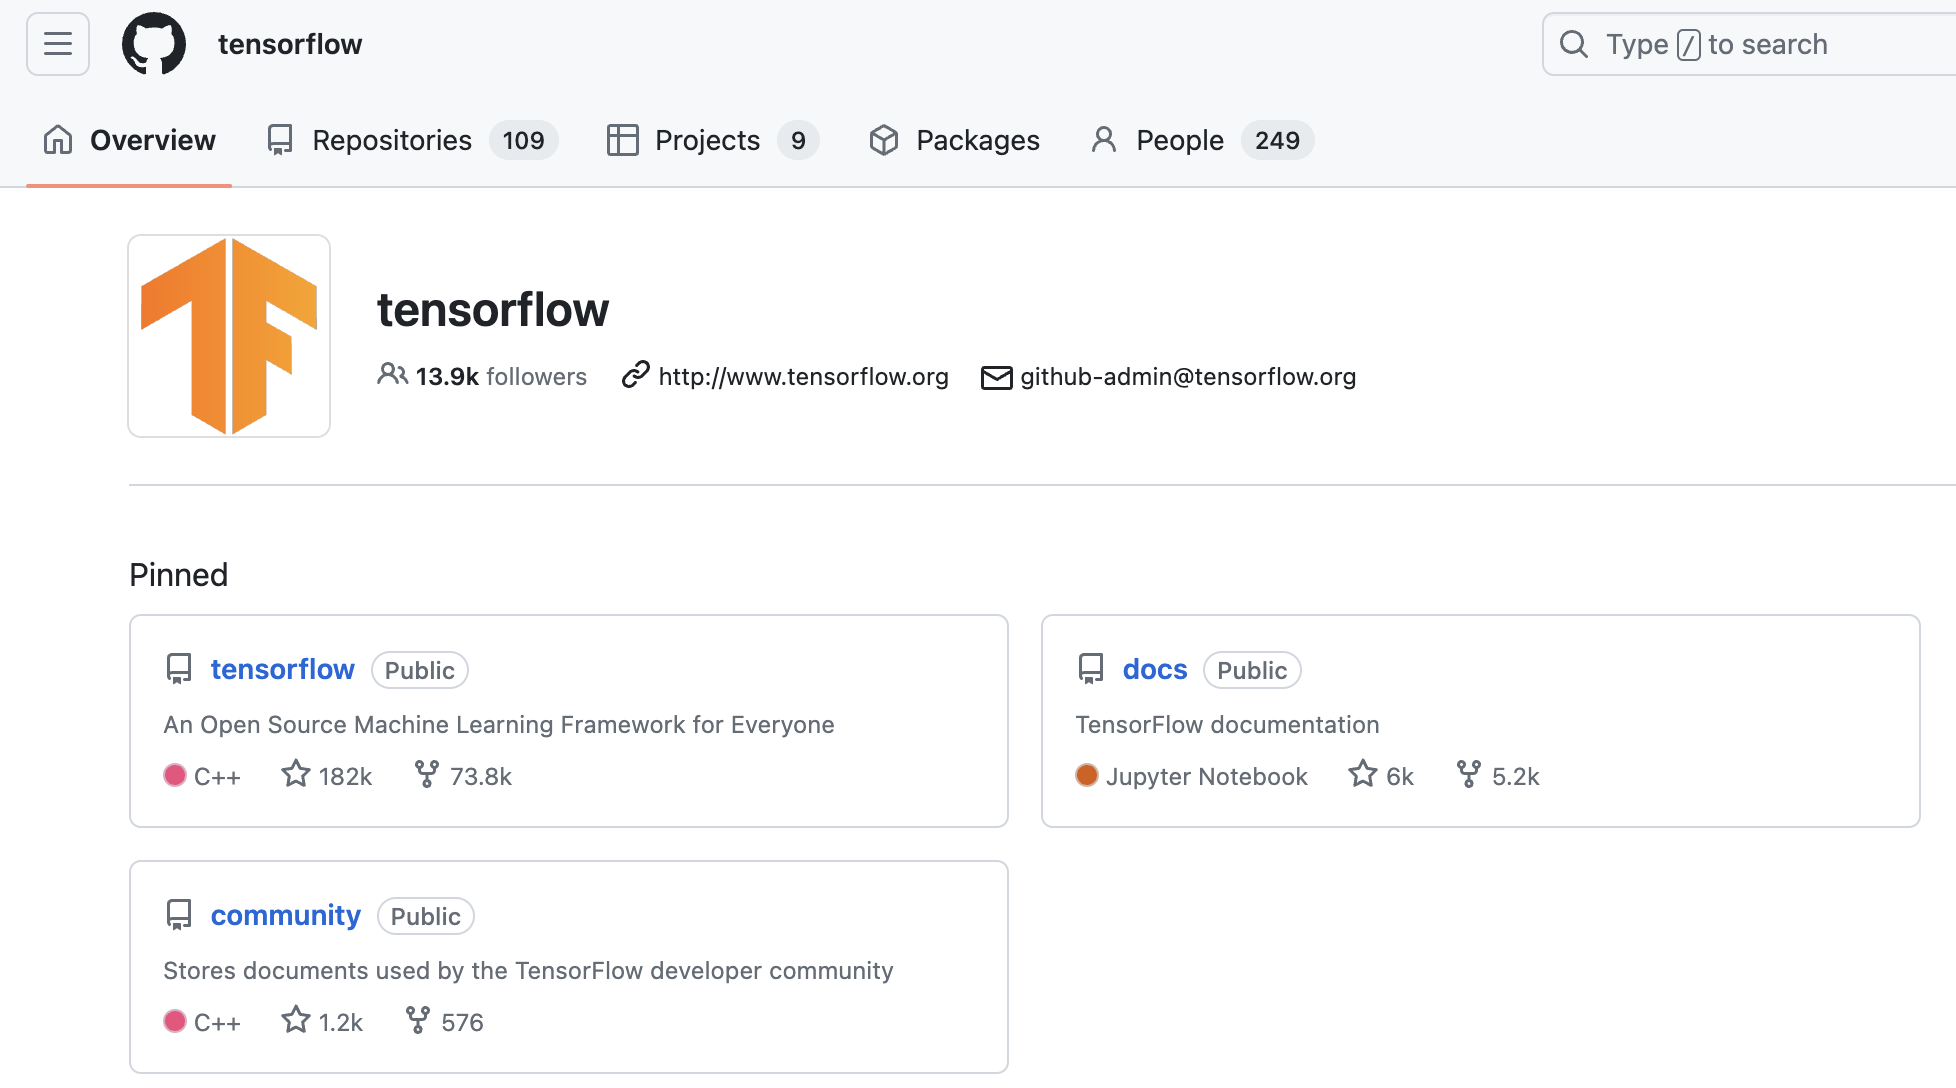 tensorflow
Type / to search
Overview Repositories 109 Projects 9 Packages People 249
TF
tensorflow
13.9k followers http://www.tensorflow.org github-admin@tensorflow.org
Pinned
tensorflow Public
An Open Source Machine Learning Framework for Everyone
C++ 182k 73.8k
docs Public
TensorFlow documentation
Jupyter Notebook 6k 5.2k
community Public
Stores documents used by the TensorFlow developer community
C++ 1.2k 576